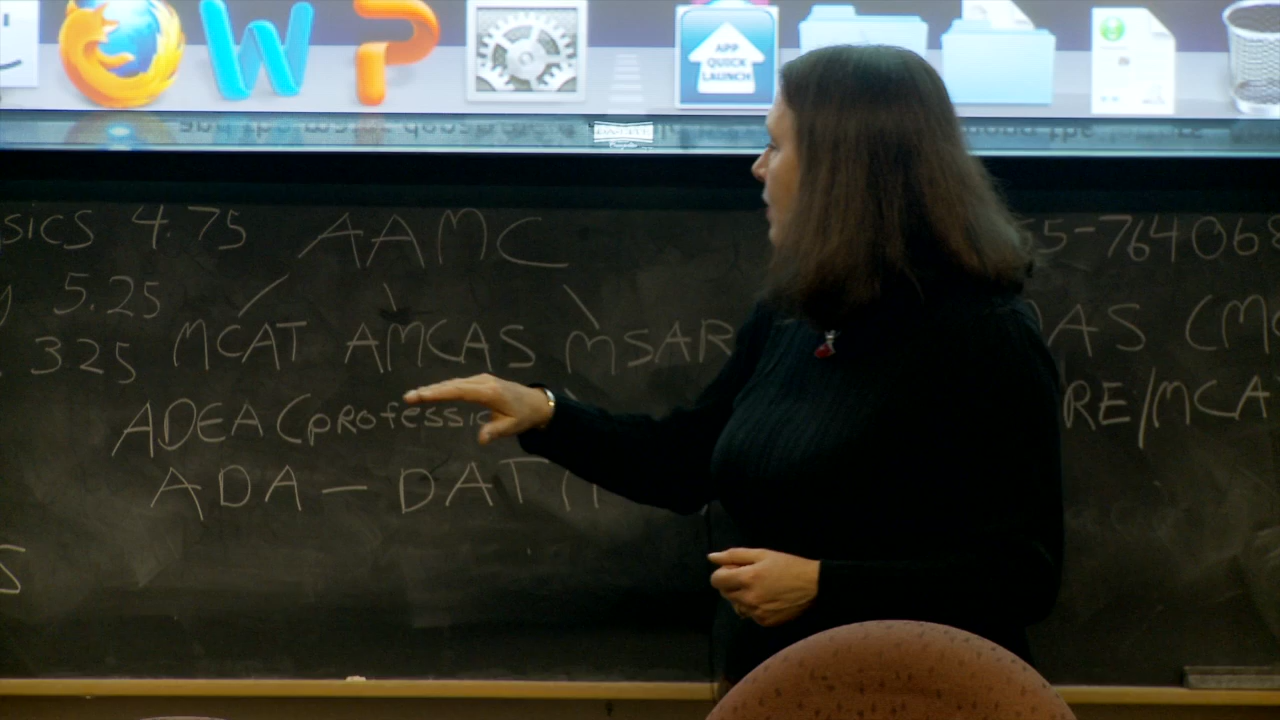 APP
QUICK
LAUNCH
SICS 4.75 AAMC 55-764068
5.25
325 MCAT AMCAS MSAR AS (MC
ADEA (professio RE/MCA
ADA - DAT
S